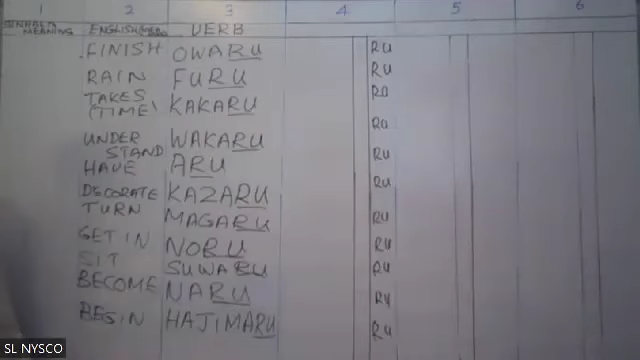 1 2 3 4 5 6
SINHALA MEANING ENGLISH VERB
FINISH OWARU RU
RAIN FURU RU
TAKES (TIME) KAKARU RU
UNDER STAND WAKARU RU
HAVE ARU RU
DECORATE KAZARU RU
TURN MAGARU RU
GET IN NORU RU
SIT SUWARU RU
BECOME NARU RU
BEGIN HAJIMARU RU
SL NYSCO